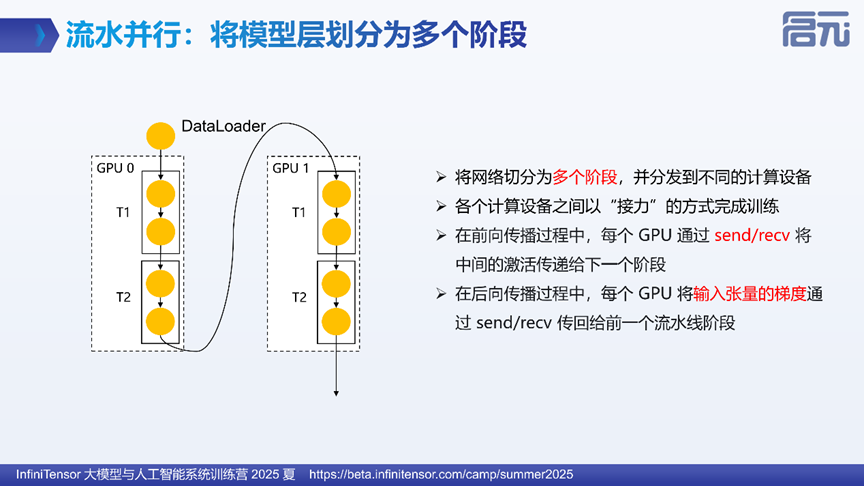 流水并行：将模型层划分为多个阶段
启元
DataLoader
GPU 0
T1
T2
GPU 1
T1
T2
➢ 将网络切分为多个阶段，并分发到不同的计算设备
➢ 各个计算设备之间以“接力”的方式完成训练
➢ 在前向传播过程中，每个 GPU 通过 send/recv 将
中间的激活传递给下一个阶段
➢ 在后向传播过程中，每个 GPU 将输入张量的梯度通
过 send/recv 传回给前一个流水线阶段
InfiniTensor 大模型与人工智能系统训练营 2025 夏 https://beta.infinitensor.com/camp/summer2025